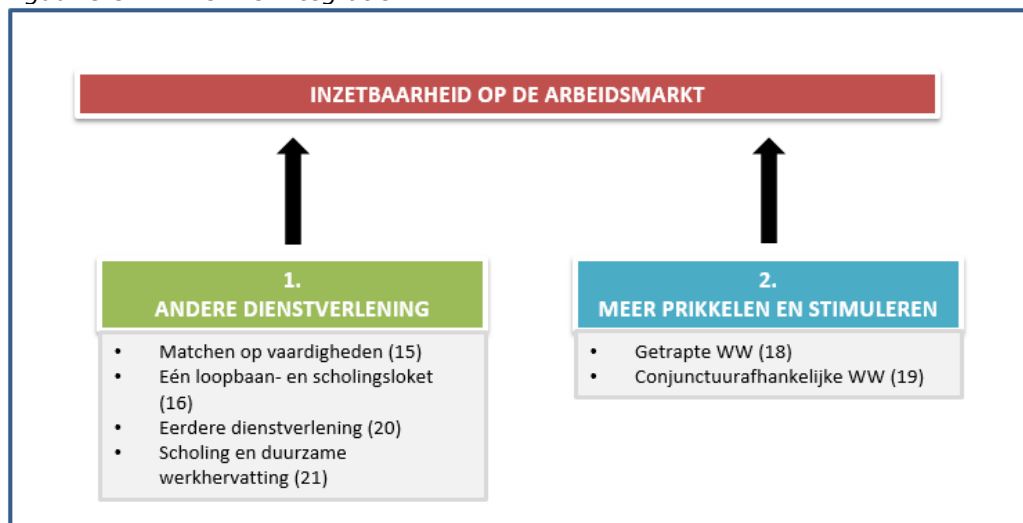 INZETBAARHEID OP DE ARBEIDSMARKT
1.
ANDERE DIENSTVERLENING
• Matchen op vaardigheden (15)
• Eén loopbaan- en scholingsloket
(16)
• Eerdere dienstverlening (20)
• Scholing en duurzame
werkhervatting (21)
2.
MEER PRIKKELEN EN STIMULEREN
• Getrapte WW (18)
• Conjunctuurafhankelijke WW (19)